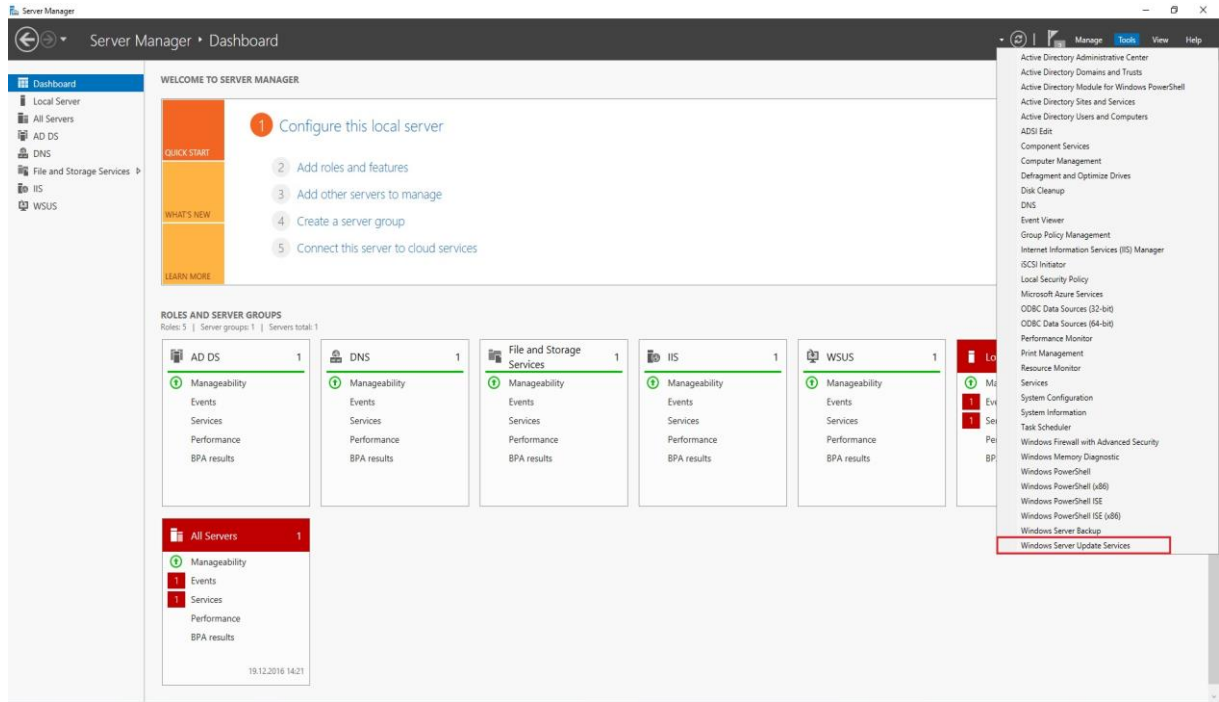 Server Manager
Server Manager • Dashboard
Manage Tools View Help
Dashboard
Local Server
All Servers
AD DS
DNS
File and Storage Services
IIS
WSUS
WELCOME TO SERVER MANAGER
QUICK START
WHAT'S NEW
LEARN MORE
1 Configure this local server
2 Add roles and features
3 Add other servers to manage
4 Create a server group
5 Connect this server to cloud services
ROLES AND SERVER GROUPS
Roles: 5 | Server groups: 1 | Servers total: 1
AD DS 1
Manageability
Events
Services
Performance
BPA results
DNS 1
Manageability
Events
Services
Performance
BPA results
File and Storage
Services 1
Manageability
Events
Services
Performance
BPA results
IIS 1
Manageability
Events
Services
Performance
BPA results
WSUS 1
Manageability
Events
Services
Performance
BPA results
Lo
Ma
1 Eve
1 Se
Pe
BP
All Servers 1
Manageability
1 Events
1 Services
Performance
BPA results
19.12.2016 14:21
Active Directory Administrative Center
Active Directory Domains and Trusts
Active Directory Module for Windows PowerShell
Active Directory Sites and Services
Active Directory Users and Computers
ADSI Edit
Component Services
Computer Management
Defragment and Optimize Drives
Disk Cleanup
DNS
Event Viewer
Group Policy Management
Internet Information Services (IIS) Manager
iSCSI Initiator
Local Security Policy
Microsoft Azure Services
ODBC Data Sources (32-bit)
ODBC Data Sources (64-bit)
Performance Monitor
Print Management
Resource Monitor
Services
System Configuration
System Information
Task Scheduler
Windows Firewall with Advanced Security
Windows Memory Diagnostic
Windows PowerShell
Windows PowerShell (x86)
Windows PowerShell ISE
Windows PowerShell ISE (x86)
Windows Server Backup
Windows Server Update Services